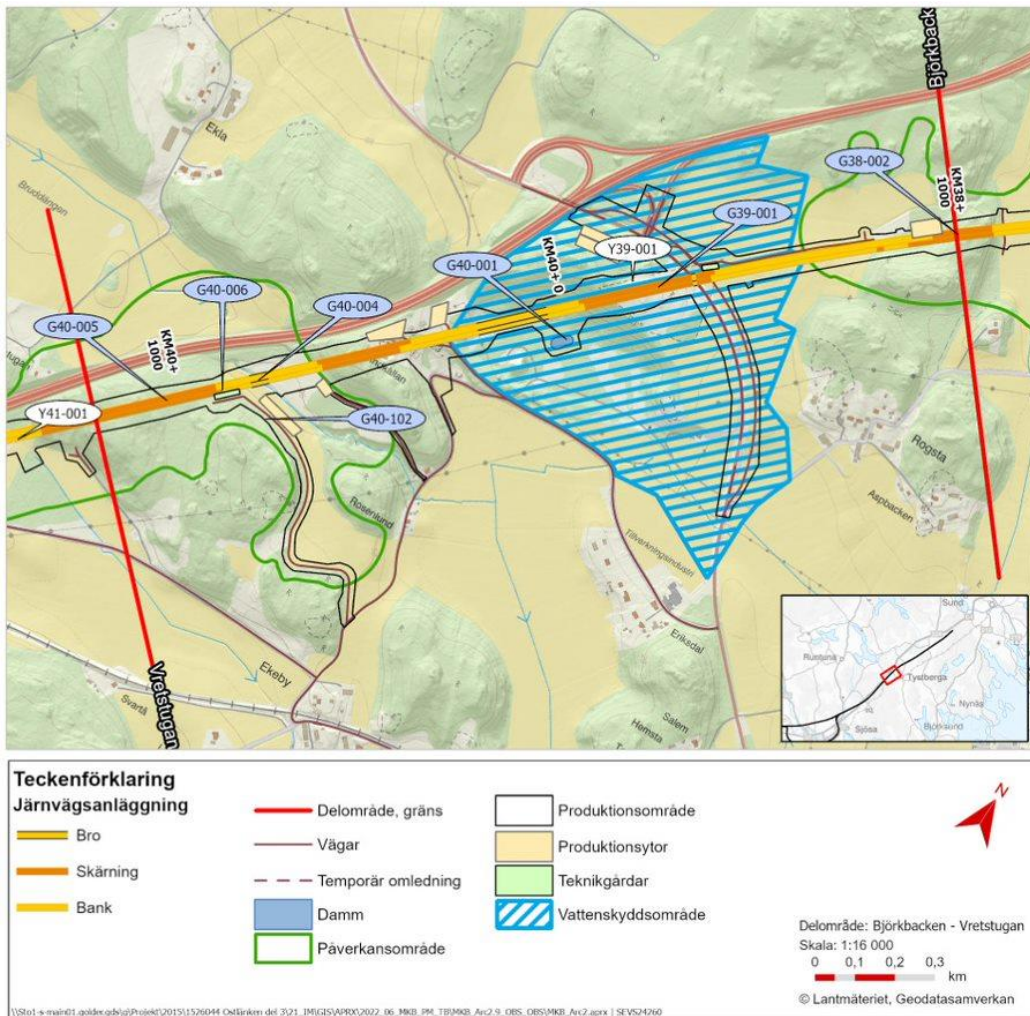 Björkback
Ekla
Bruddängen
G38-002
KM38+
1000
G39-001
Y39-001
KM40+ 0
G40-001
G40-006
G40-004
G40-005
KM40+
1000
Y41-001
G40-102
Rogsta
Aspbacken
Rosenlund
Tillverkningsindustri
Eriksdal
Ekeby
Svartå
Vretstugan
Salem
Hemsta
Sund
Rustuna
Tystberga
Nynäs
Björksund
Sjösa
Teckenförklaring
Järnvägsanläggning
Bro
Skärning
Bank
Delområde, gräns
Vägar
Temporär omledning
Damm
Påverkansområde
Produktionsområde
Produktionsytor
Teknikgårdar
Vattenskyddsområde
N
Delområde: Björkbacken - Vretstugan
Skala: 1:16 000
0 0,1 0,2 0,3
km
© Lantmäteriet, Geodatasamverkan